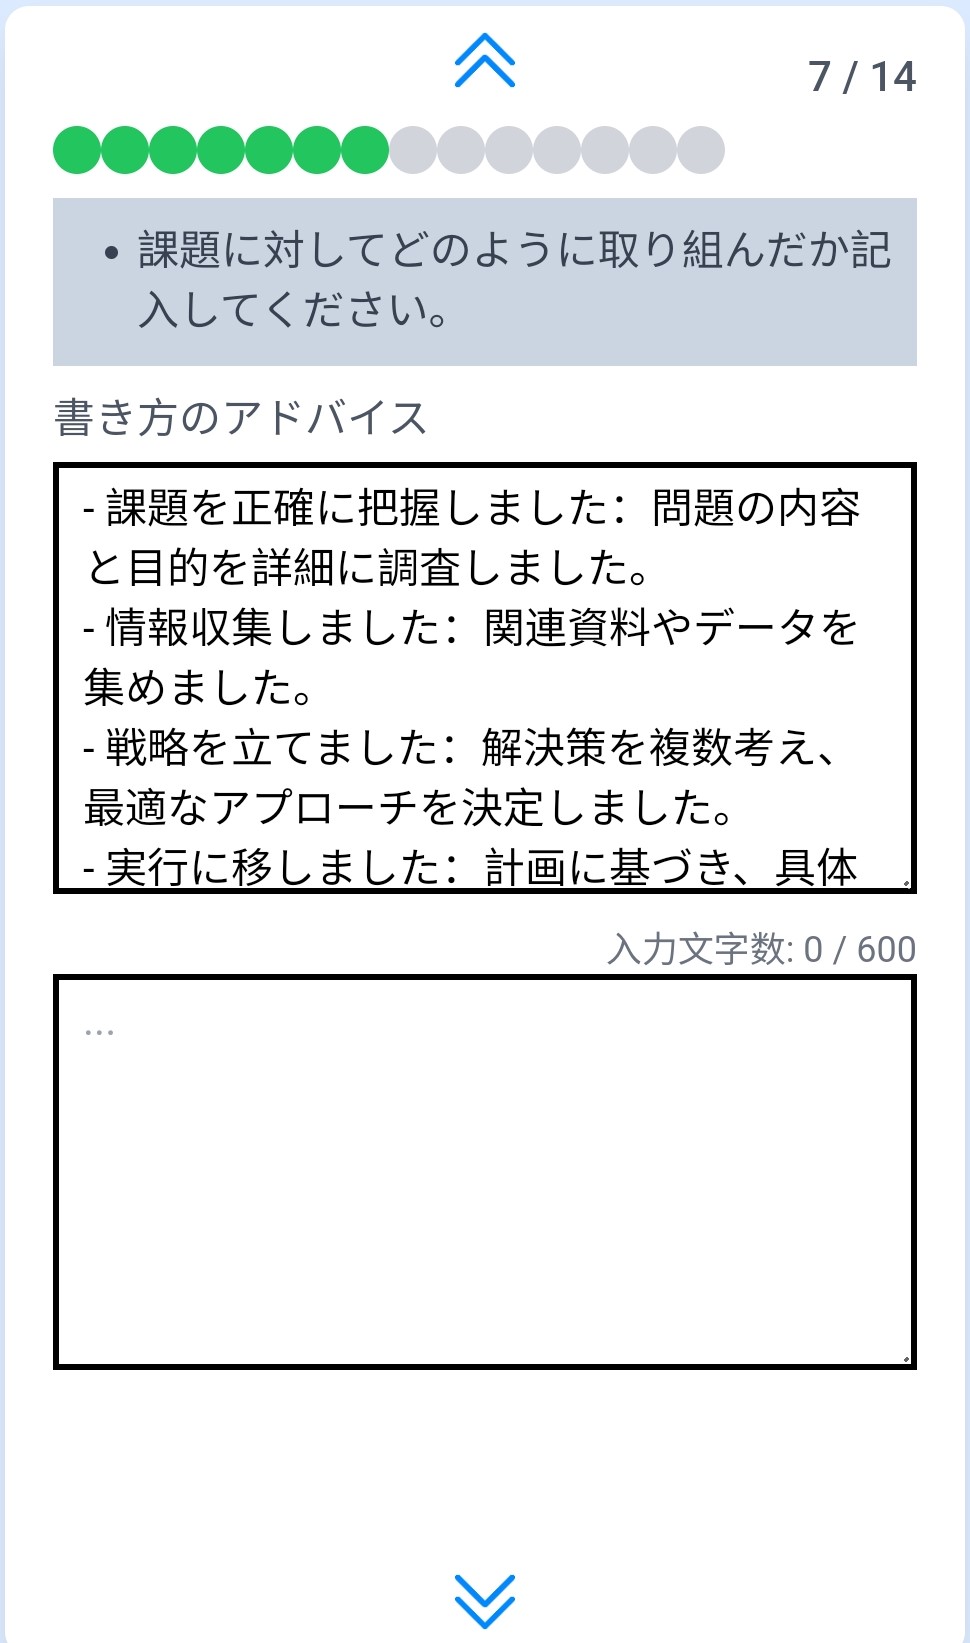 7 / 14
• 課題に対してどのように取り組んだか記
入してください。
書き方のアドバイス
- 課題を正確に把握しました：問題の内容
と目的を詳細に調査しました。
- 情報収集しました：関連資料やデータを
集めました。
- 戦略を立てました：解決策を複数考え、
最適なアプローチを決定しました。
- 実行に移しました：計画に基づき、具体
入力文字数: 0 / 600
...